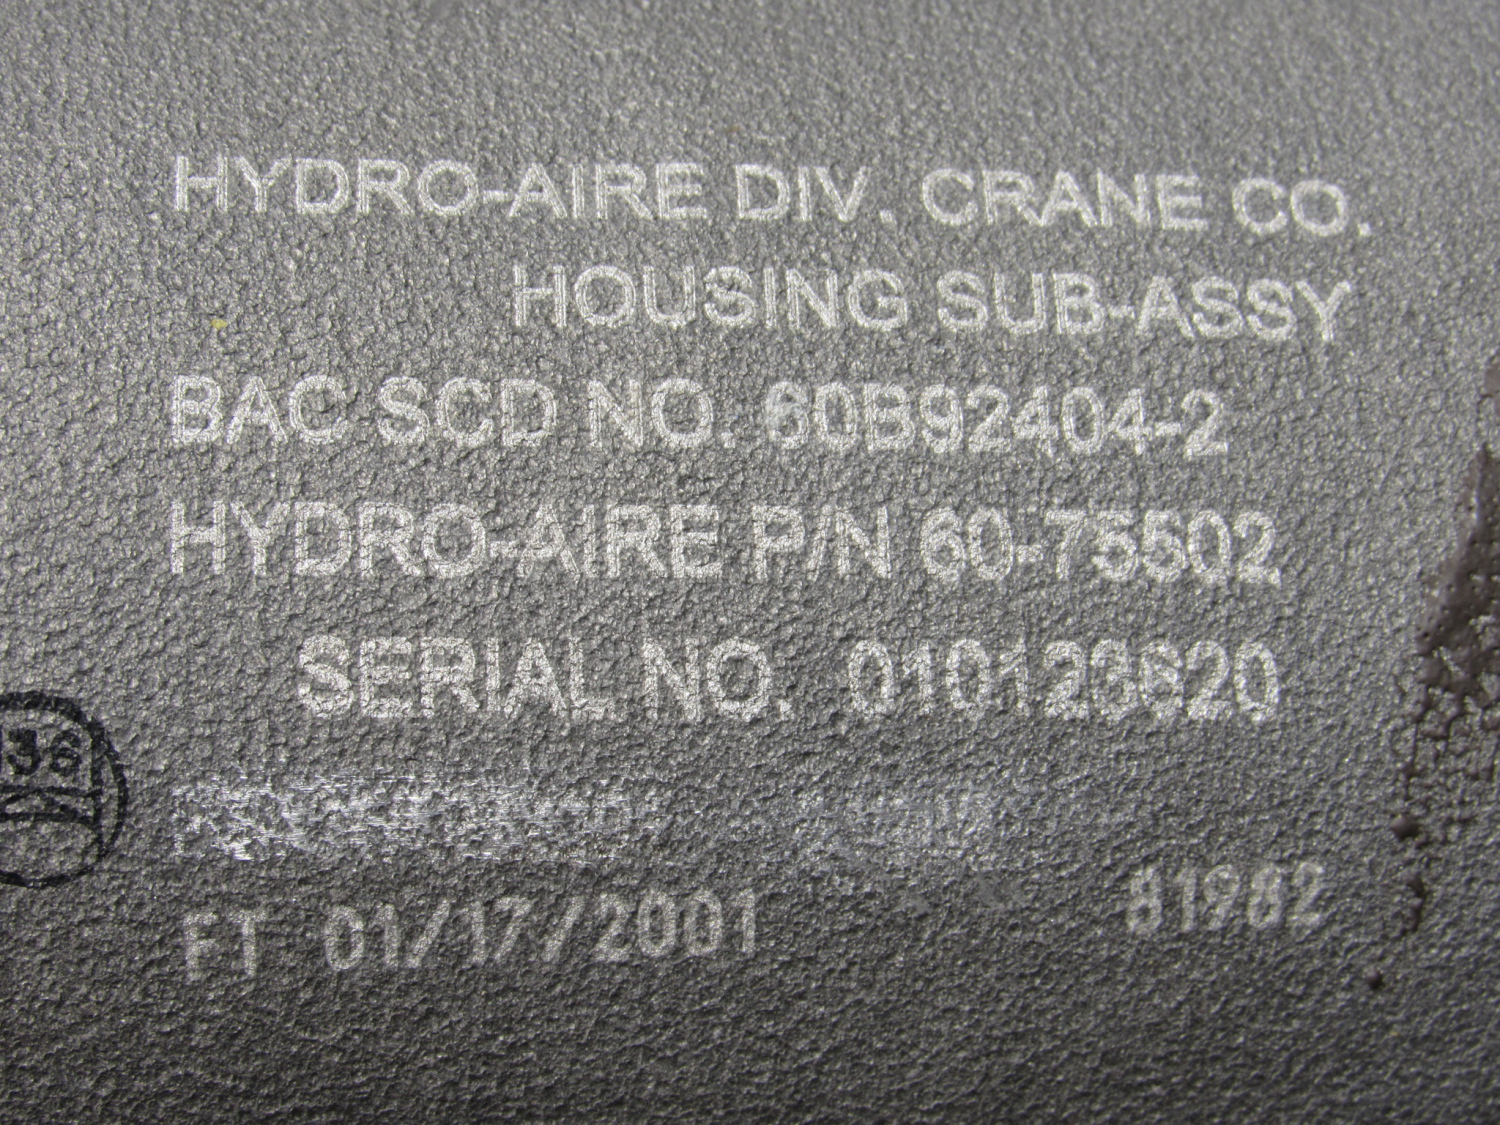 HYDRO-AIRE DIV. CRANE CO.
HOUSING SUB-ASSY
BAC SCD NO. 60B92404-2
HYDRO-AIRE P/N 60-75502
SERIAL NO. 010123620
36
FT 01/17/2001 81982